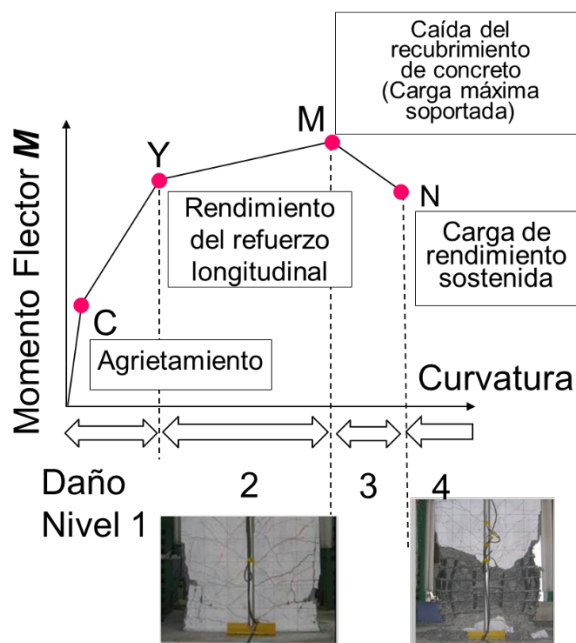 Caída del
recubrimiento
de concreto
(Carga máxima
soportada)
M
Y
N
Rendimiento
del refuerzo
longitudinal
Carga de
rendimiento
sostenida
C
Agrietamiento
Momento Flector M
Curvatura
Daño
Nivel 1
2
3
4